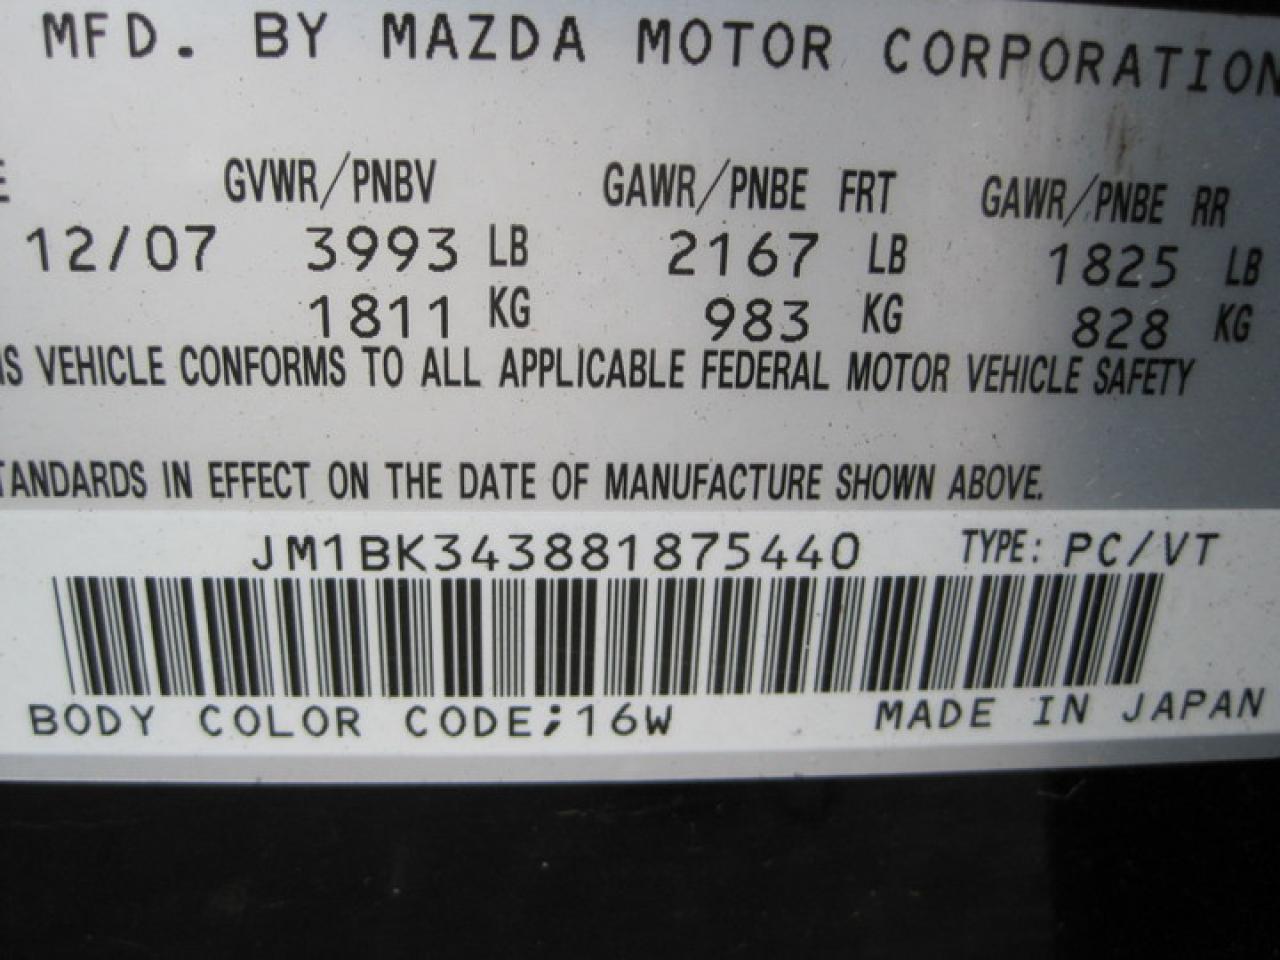 MFD. BY MAZDA MOTOR CORPORATION
E GVWR/PNBV GAWR/PNBE FRT GAWR/PNBE RR
12/07 3993 LB 2167 LB 1825 LB
1811 KG 983 KG 828 KG
IS VEHICLE CONFORMS TO ALL APPLICABLE FEDERAL MOTOR VEHICLE SAFETY
TANDARDS IN EFFECT ON THE DATE OF MANUFACTURE SHOWN ABOVE.
JM1BK343881875440 TYPE: PC/VT
BODY COLOR CODE;16W MADE IN JAPAN